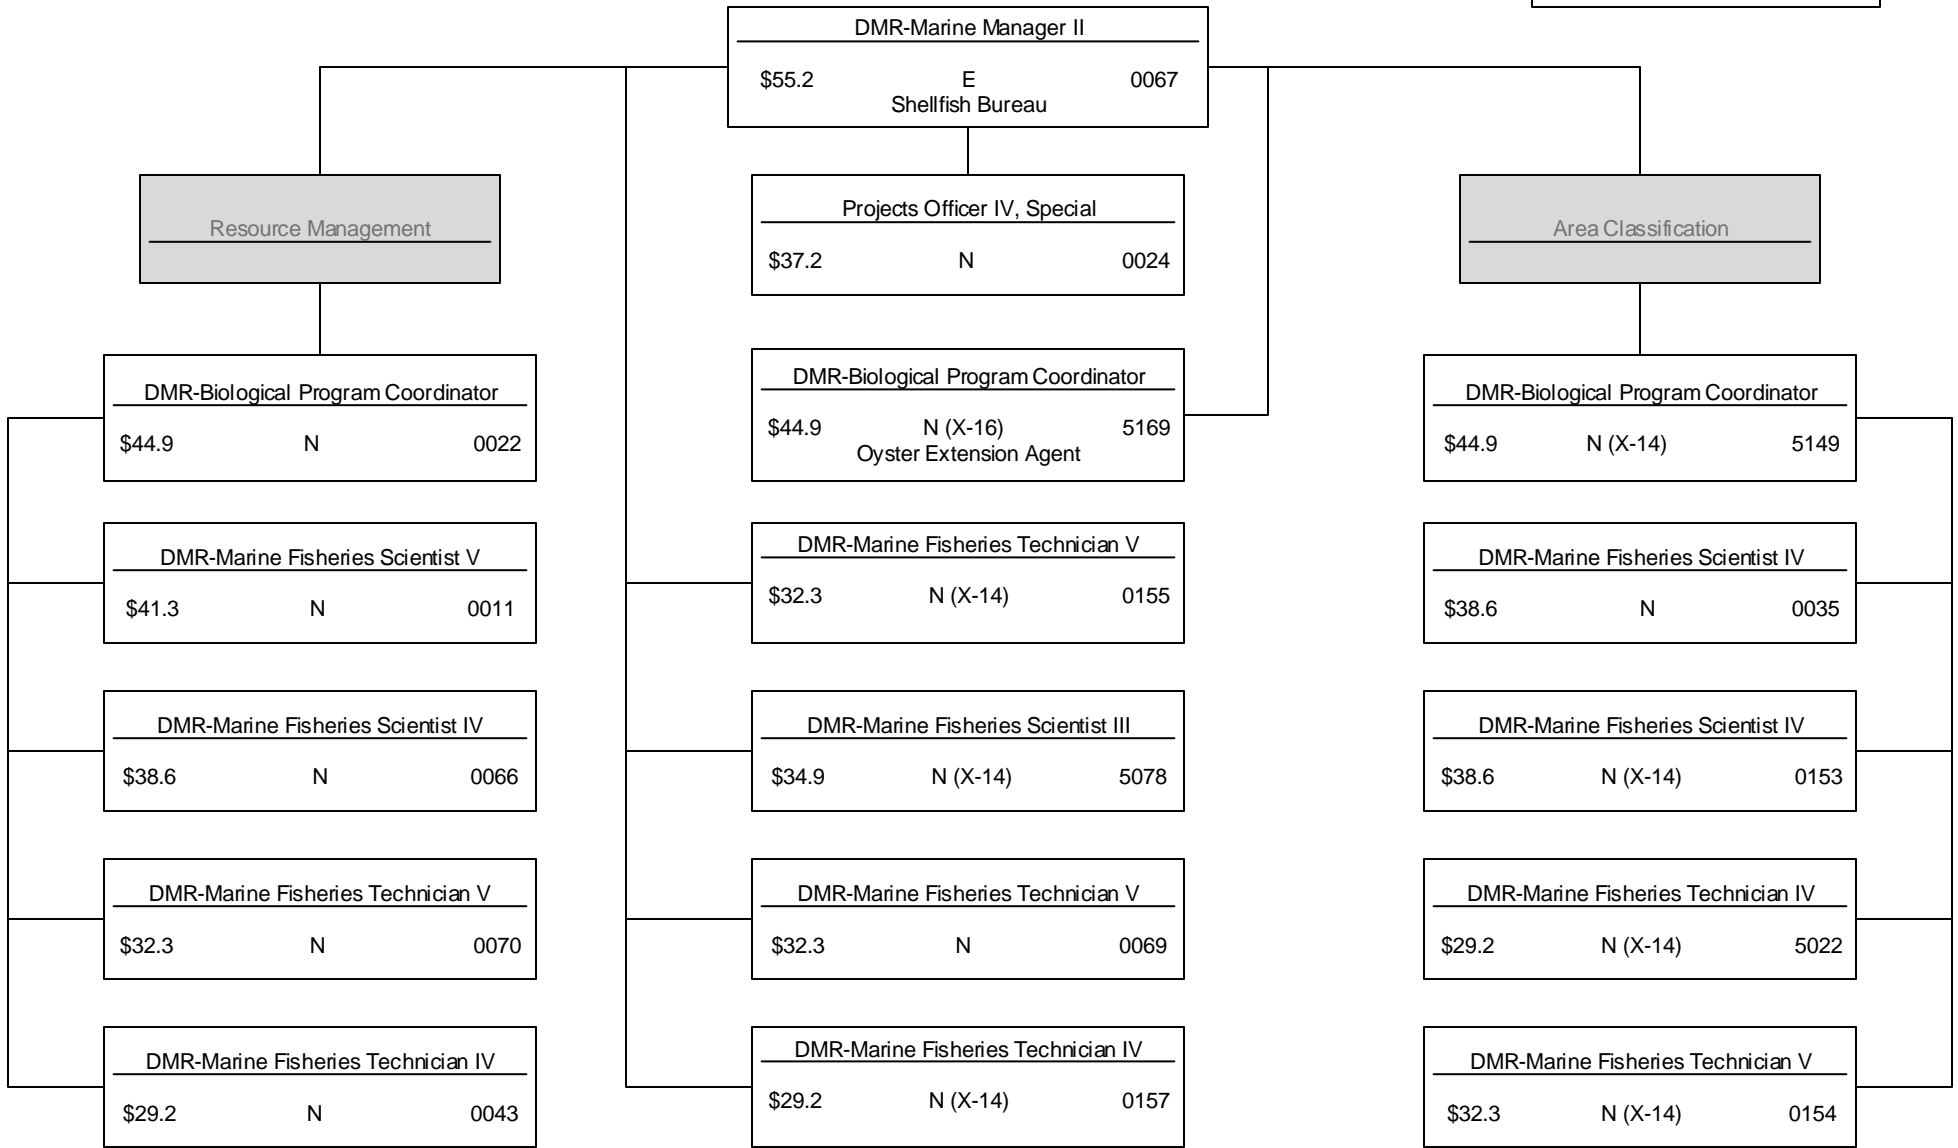 DMR-Marine Manager II
$55.2 E 0067
Shellfish Bureau
Resource Management
Projects Officer IV, Special
$37.2 N 0024
Area Classification
DMR-Biological Program Coordinator
$44.9 N 0022
DMR-Biological Program Coordinator
$44.9 N (X-16) 5169
Oyster Extension Agent
DMR-Biological Program Coordinator
$44.9 N (X-14) 5149
DMR-Marine Fisheries Scientist V
$41.3 N 0011
DMR-Marine Fisheries Technician V
$32.3 N (X-14) 0155
DMR-Marine Fisheries Scientist IV
$38.6 N 0035
DMR-Marine Fisheries Scientist IV
$38.6 N 0066
DMR-Marine Fisheries Scientist III
$34.9 N (X-14) 5078
DMR-Marine Fisheries Scientist IV
$38.6 N (X-14) 0153
DMR-Marine Fisheries Technician V
$32.3 N 0070
DMR-Marine Fisheries Technician V
$32.3 N 0069
DMR-Marine Fisheries Technician IV
$29.2 N (X-14) 5022
DMR-Marine Fisheries Technician IV
$29.2 N 0043
DMR-Marine Fisheries Technician IV
$29.2 N (X-14) 0157
DMR-Marine Fisheries Technician V
$32.3 N (X-14) 0154